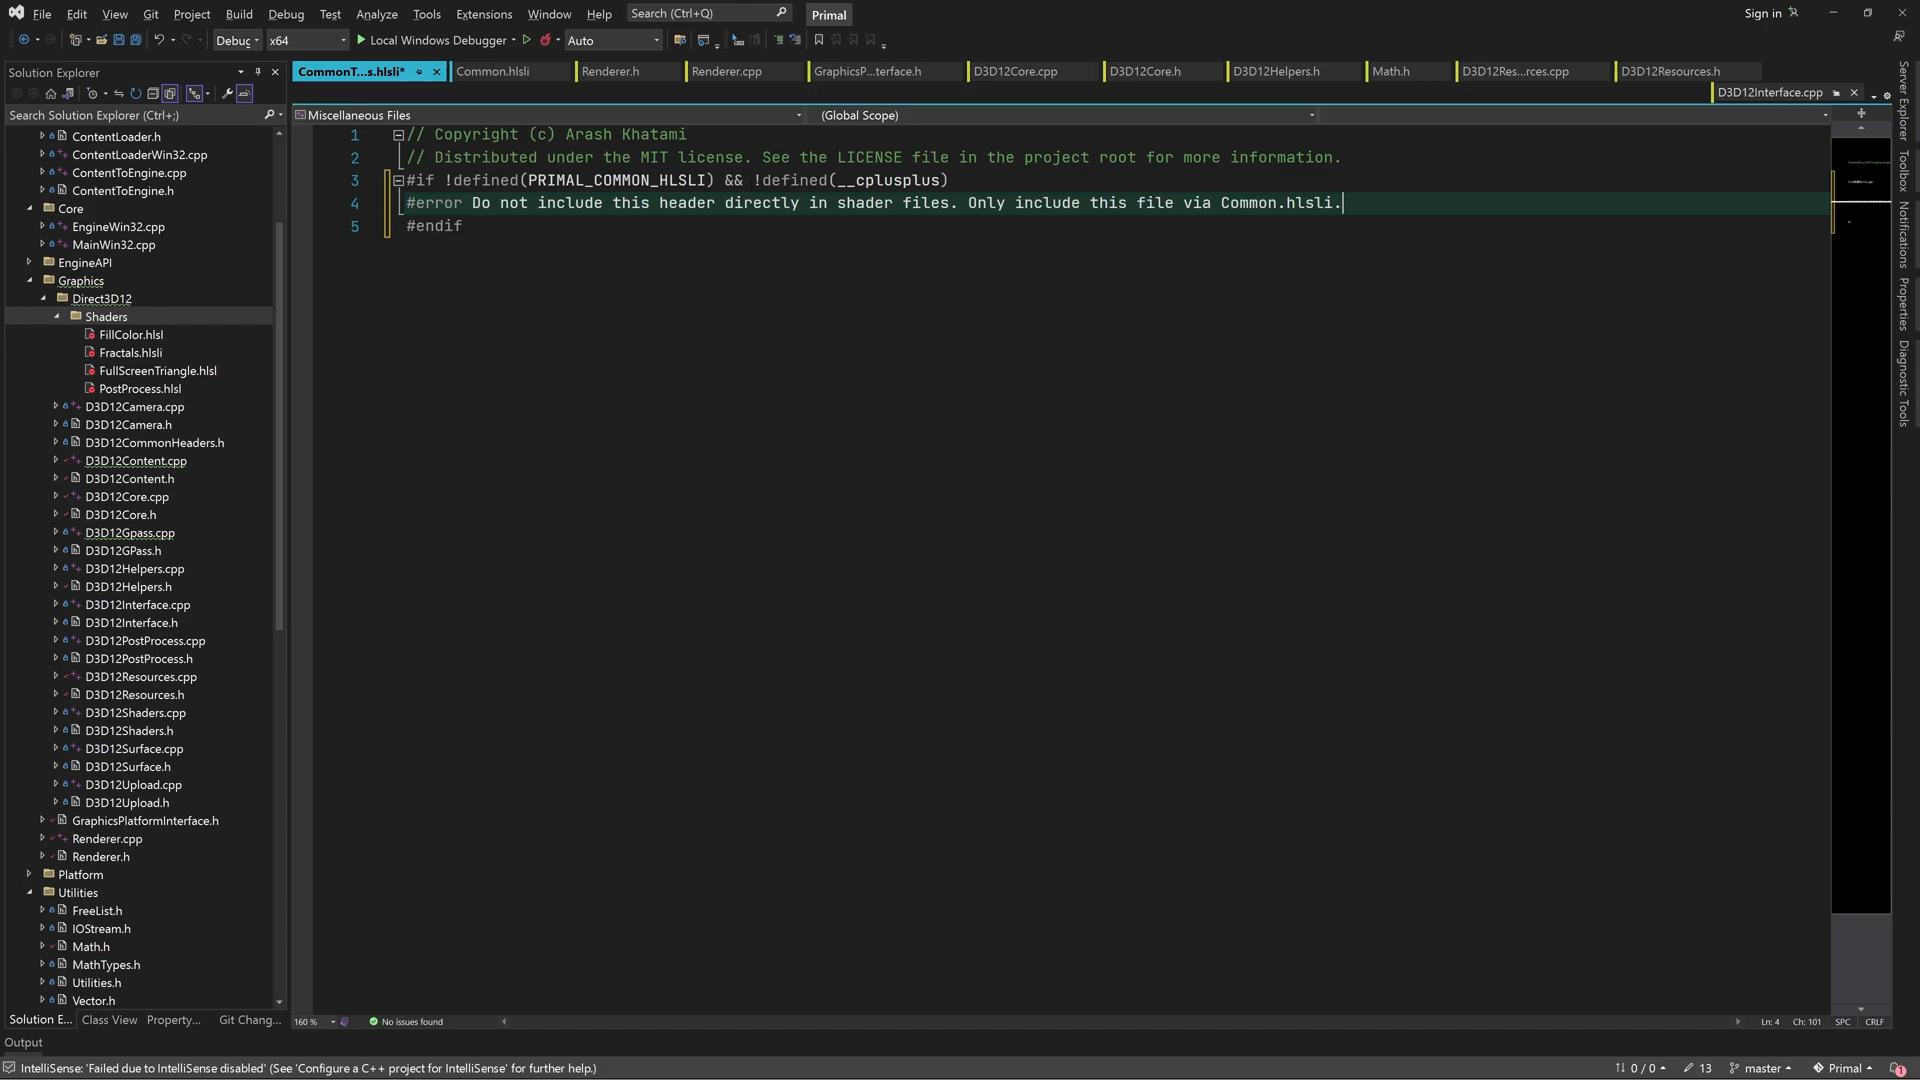 File Edit View Git Project Build Debug Test Analyze Tools Extensions Window Help Search (Ctrl+Q) Primal Sign in
Debug x64 Local Windows Debugger Auto
Solution Explorer
CommonT...s.hlsli* Common.hlsli Renderer.h Renderer.cpp GraphicsP...terface.h D3D12Core.cpp D3D12Core.h D3D12Helpers.h Math.h D3D12Res...rces.cpp D3D12Resources.h
D3D12Interface.cpp
Search Solution Explorer (Ctrl+;)
Miscellaneous Files (Global Scope)
1 // Copyright (c) Arash Khatami
2 // Distributed under the MIT license. See the LICENSE file in the project root for more information.
3 #if !defined(PRIMAL_COMMON_HLSLI) && !defined(__cplusplus)
4 #error Do not include this header directly in shader files. Only include this file via Common.hlsli.
5 #endif
ContentLoader.h
ContentLoaderWin32.cpp
ContentToEngine.cpp
ContentToEngine.h
Core
EngineWin32.cpp
MainWin32.cpp
EngineAPI
Graphics
Direct3D12
Shaders
FillColor.hlsl
Fractals.hlsli
FullScreenTriangle.hlsl
PostProcess.hlsl
D3D12Camera.cpp
D3D12Camera.h
D3D12CommonHeaders.h
D3D12Content.cpp
D3D12Content.h
D3D12Core.cpp
D3D12Core.h
D3D12Gpass.cpp
D3D12GPass.h
D3D12Helpers.cpp
D3D12Helpers.h
D3D12Interface.cpp
D3D12Interface.h
D3D12PostProcess.cpp
D3D12PostProcess.h
D3D12Resources.cpp
D3D12Resources.h
D3D12Shaders.cpp
D3D12Shaders.h
D3D12Surface.cpp
D3D12Surface.h
D3D12Upload.cpp
D3D12Upload.h
GraphicsPlatformInterface.h
Renderer.cpp
Renderer.h
Platform
Utilities
FreeList.h
IOStream.h
Math.h
MathTypes.h
Utilities.h
Vector.h
Server Explorer
Toolbox
Notifications
Properties
Diagnostic Tools
Solution E... Class View Property... Git Chang...
160 % No issues found Ln: 4 Ch: 101 SPC CRLF
Output
IntelliSense: 'Failed due to IntelliSense disabled' (See 'Configure a C++ project for IntelliSense' for further help.) 0 / 0 13 master Primal 1